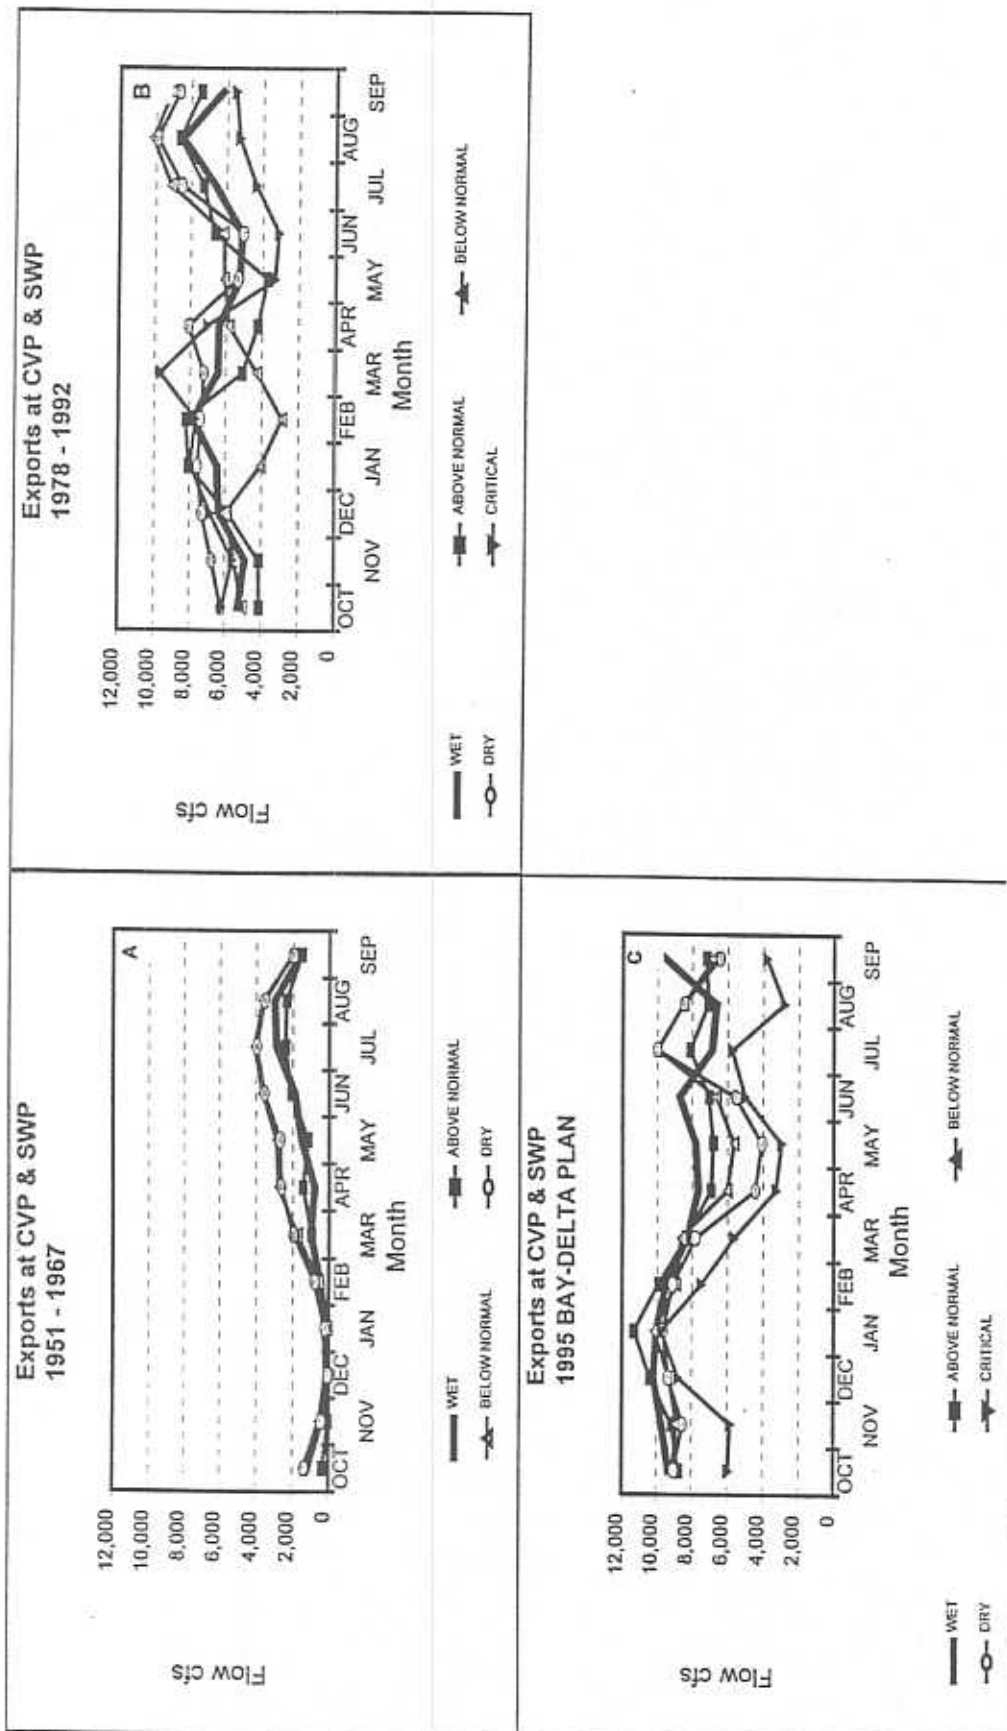 Exports at CVP & SWP
1951 - 1967
A
12,000
10,000
8,000
6,000
4,000
2,000
0
Flow cfs
OCT NOV DEC JAN FEB MAR APR MAY JUN JUL AUG SEP
Month
WET ABOVE NORMAL
BELOW NORMAL DRY
Exports at CVP & SWP
1978 - 1992
B
12,000
10,000
8,000
6,000
4,000
2,000
0
Flow cfs
OCT NOV DEC JAN FEB MAR APR MAY JUN JUL AUG SEP
Month
WET ABOVE NORMAL BELOW NORMAL
DRY CRITICAL
Exports at CVP & SWP
1995 BAY-DELTA PLAN
C
12,000
10,000
8,000
6,000
4,000
2,000
0
Flow cfs
OCT NOV DEC JAN FEB MAR APR MAY JUN JUL AUG SEP
Month
WET ABOVE NORMAL BELOW NORMAL
DRY CRITICAL